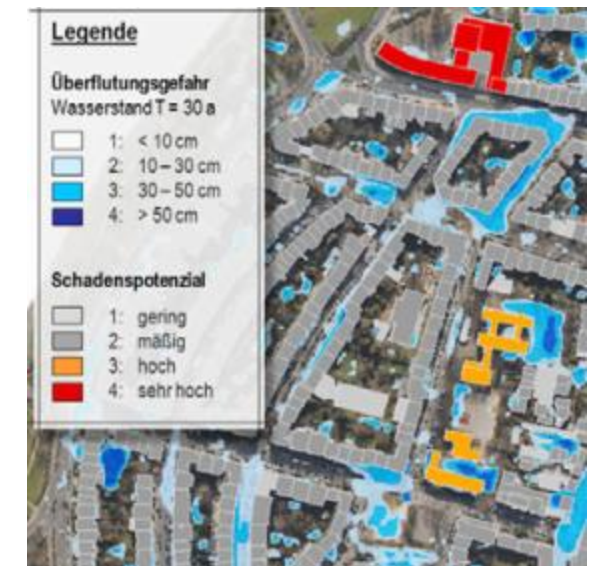 Legende
Überflutungsgefahr
Wasserstand T = 30 a
1: < 10 cm
2: 10 – 30 cm
3: 30 – 50 cm
4: > 50 cm
Schadenspotenzial
1: gering
2: mäßig
3: hoch
4: sehr hoch